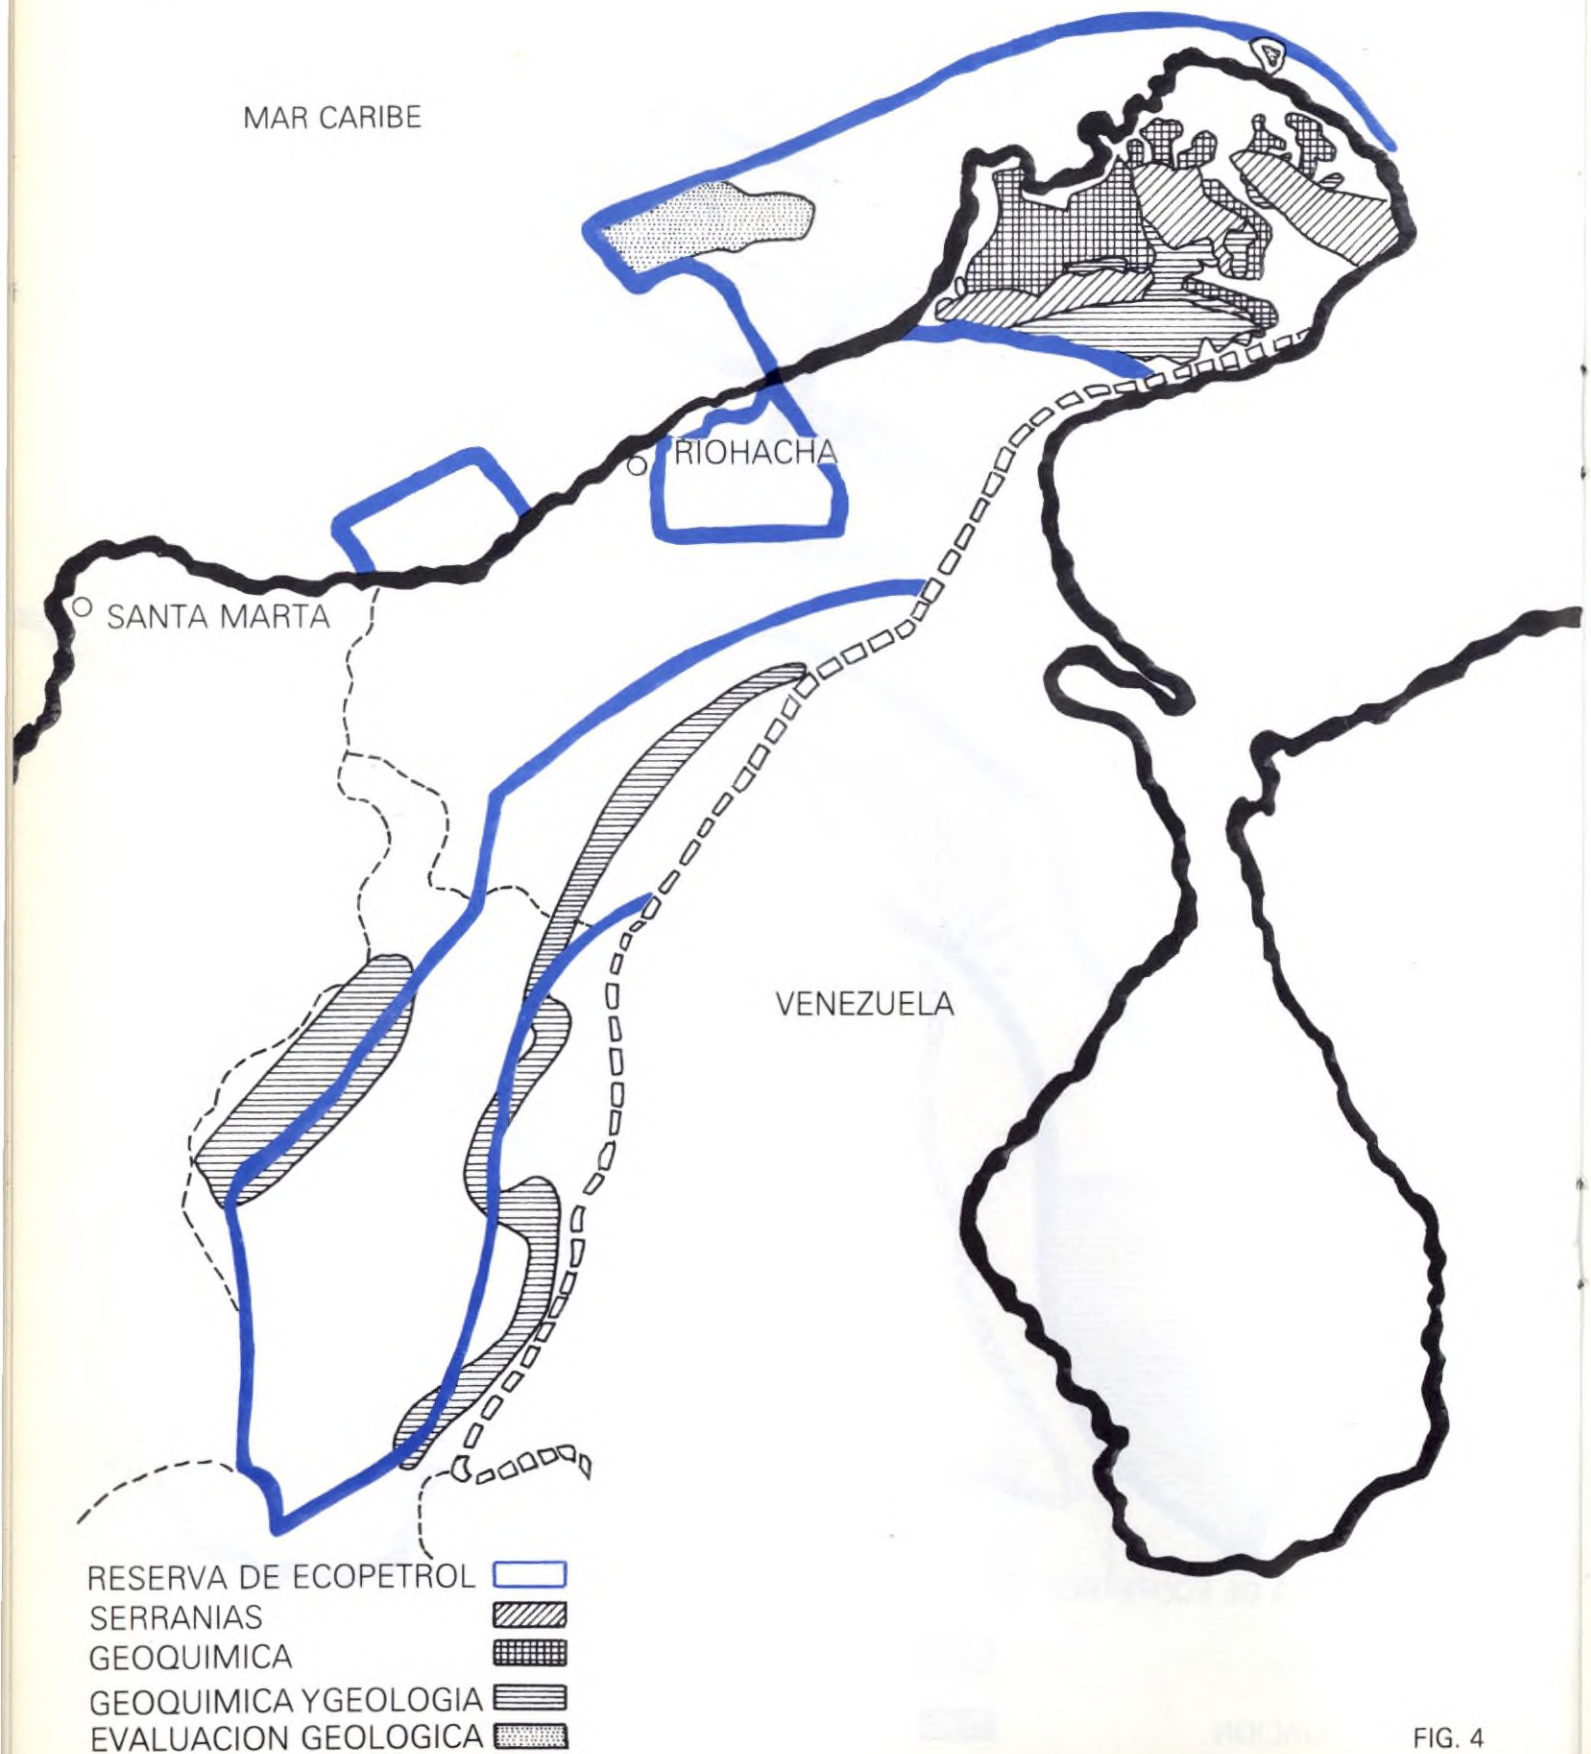 MAR CARIBE
RIOHACHA
SANTA MARTA
VENEZUELA
RESERVA DE ECOPETROL
SERRANIAS
GEOQUIMICA
GEOQUIMICA YGEOLOGIA
EVALUACION GEOLOGICA
FIG. 4